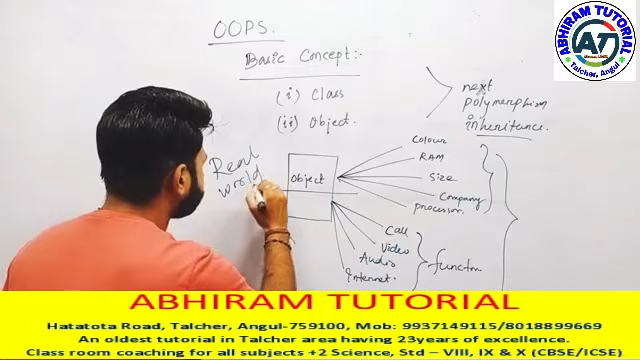 OOPS.
Basic Concept:-
(i) Class
(ii) Object.
next
polymerphism
inheritance.
Real
world
Object
Colour
RAM
Size
Company
Processor.
Call
Video
Audio
Internet.
functn
ABHIRAM TUTORIAL
AT
Talcher, Angul
ABHIRAM TUTORIAL
Hatatota Road, Talcher, Angul-759100, Mob: 9937149115/8018899669
An oldest tutorial in Talcher area having 23years of excellence.
Class room coaching for all subjects +2 Science, Std – VIII, IX & X (CBSE/ICSE)